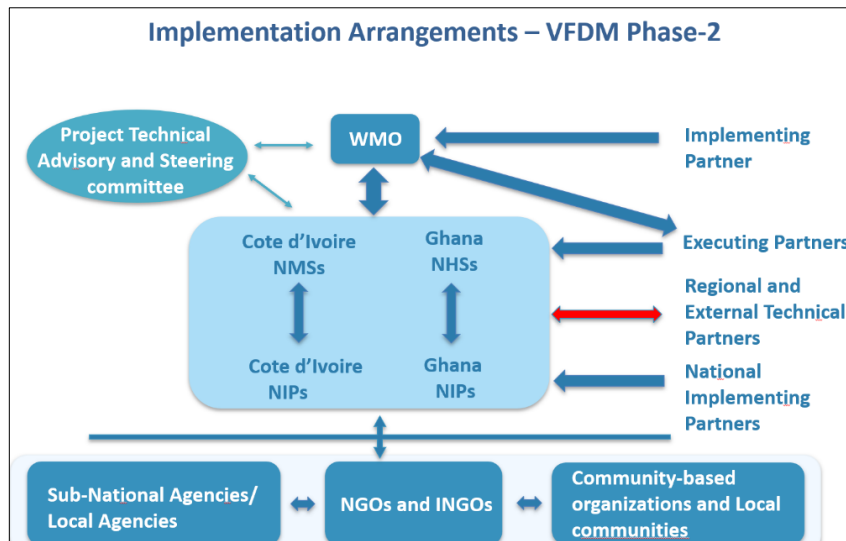 Implementation Arrangements – VFDM Phase-2
Project Technical
Advisory and Steering
committee
WMO
Implementing
Partner
Cote d'Ivoire
NMSs
Ghana
NHSs
Executing Partners
Regional and
External Technical
Partners
Cote d'Ivoire
NIPs
Ghana
NIPs
National
Implementing
Partners
Sub-National Agencies/
Local Agencies
NGOs and INGOs
Community-based
organizations and Local
communities